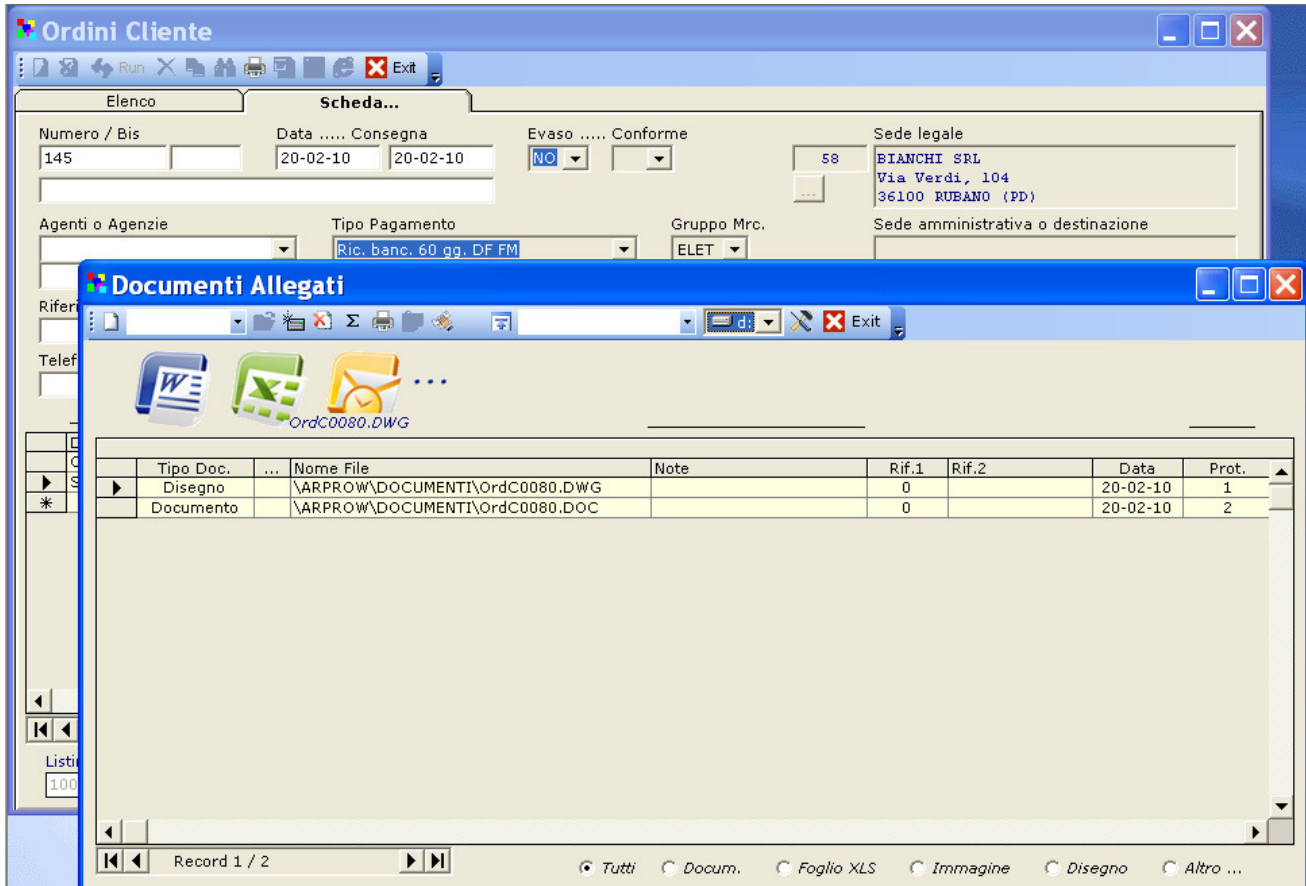 Ordini Cliente
Run Exit
Elenco Scheda...
Numero / Bis Data ..... Consegna Evaso ..... Conforme Sede legale
145 20-02-10 20-02-10 NO 58 BIANCHI SRL
Via Verdi, 104
... 36100 RUBANO (PD)
Agenti o Agenzie Tipo Pagamento Gruppo Mrc. Sede amministrativa o destinazione
Ric. banc. 60 gg. DF FM ELET
Documenti Allegati
Riferi
Σ d: Exit
Telef
W X ...
OrdC0080.DWG
Tipo Doc. ... Nome File Note Rif.1 Rif.2 Data Prot.
Disegno \ARPROW\DOCUMENTI\OrdC0080.DWG 0 20-02-10 1
Documento \ARPROW\DOCUMENTI\OrdC0080.DOC 0 20-02-10 2
Listi
100
Record 1 / 2 Tutti Docum. Foglio XLS Immagine Disegno Altro ...